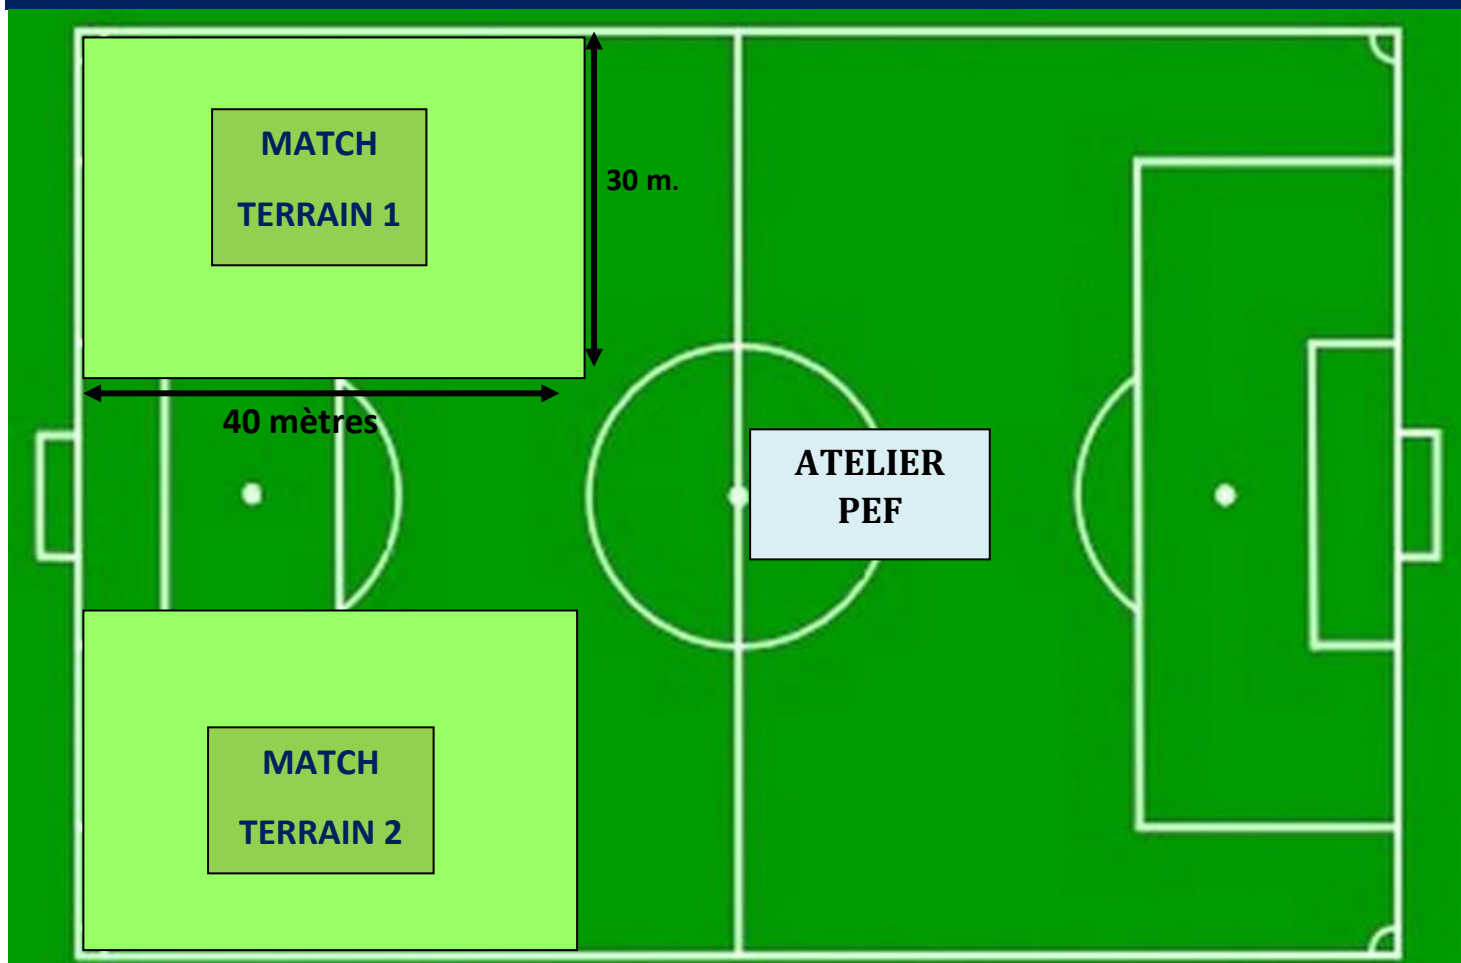 MATCH
TERRAIN 1
30 m.
40 mètres
ATELIER
PEF
MATCH
TERRAIN 2